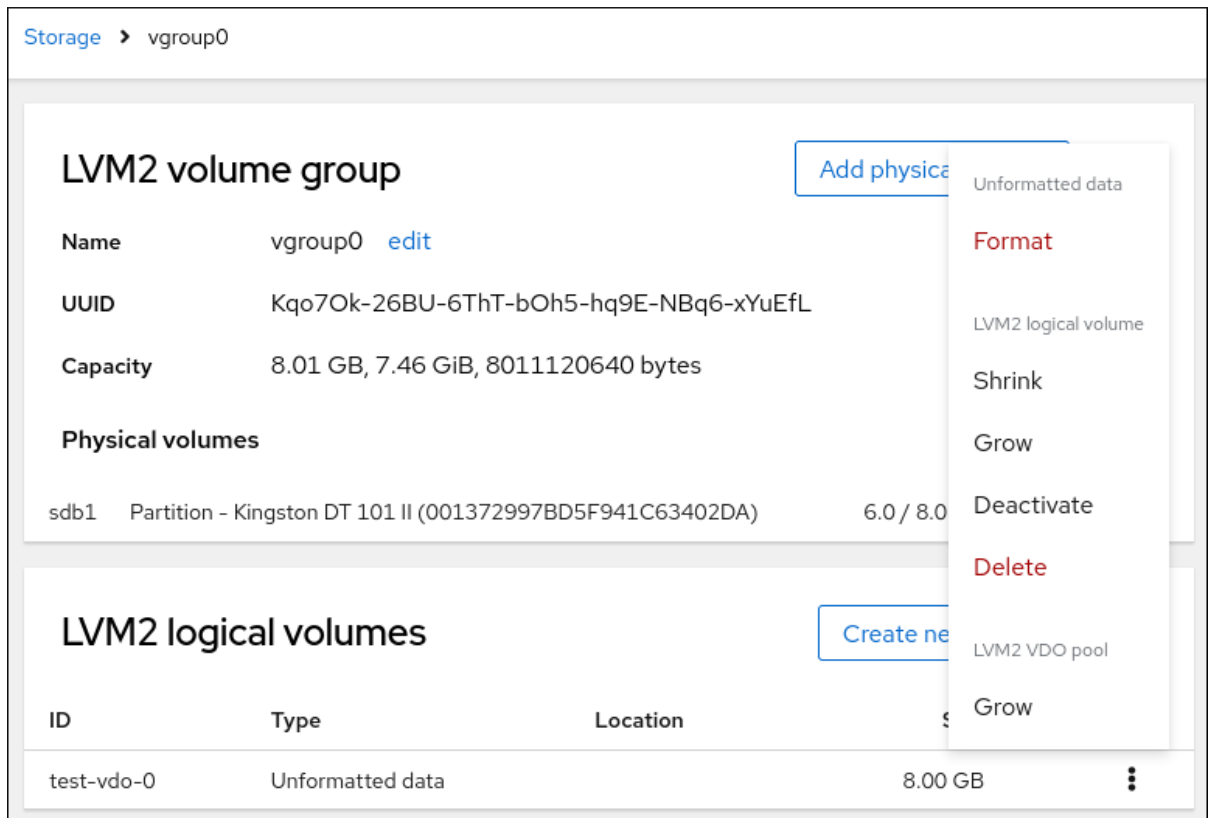 Storage > vgroup0
LVM2 volume group
Add physica
Name vgroup0 edit
UUID Kqo7Ok-26BU-6ThT-bOh5-hq9E-NBq6-xYuEfL
Capacity 8.01 GB, 7.46 GiB, 8011120640 bytes
Physical volumes
sdb1 Partition - Kingston DT 101 II (001372997BD5F941C63402DA) 6.0 / 8.0
LVM2 logical volumes
Create ne
ID Type Location
test-vdo-0 Unformatted data 8.00 GB
Unformatted data
Format
LVM2 logical volume
Shrink
Grow
Deactivate
Delete
LVM2 VDO pool
Grow